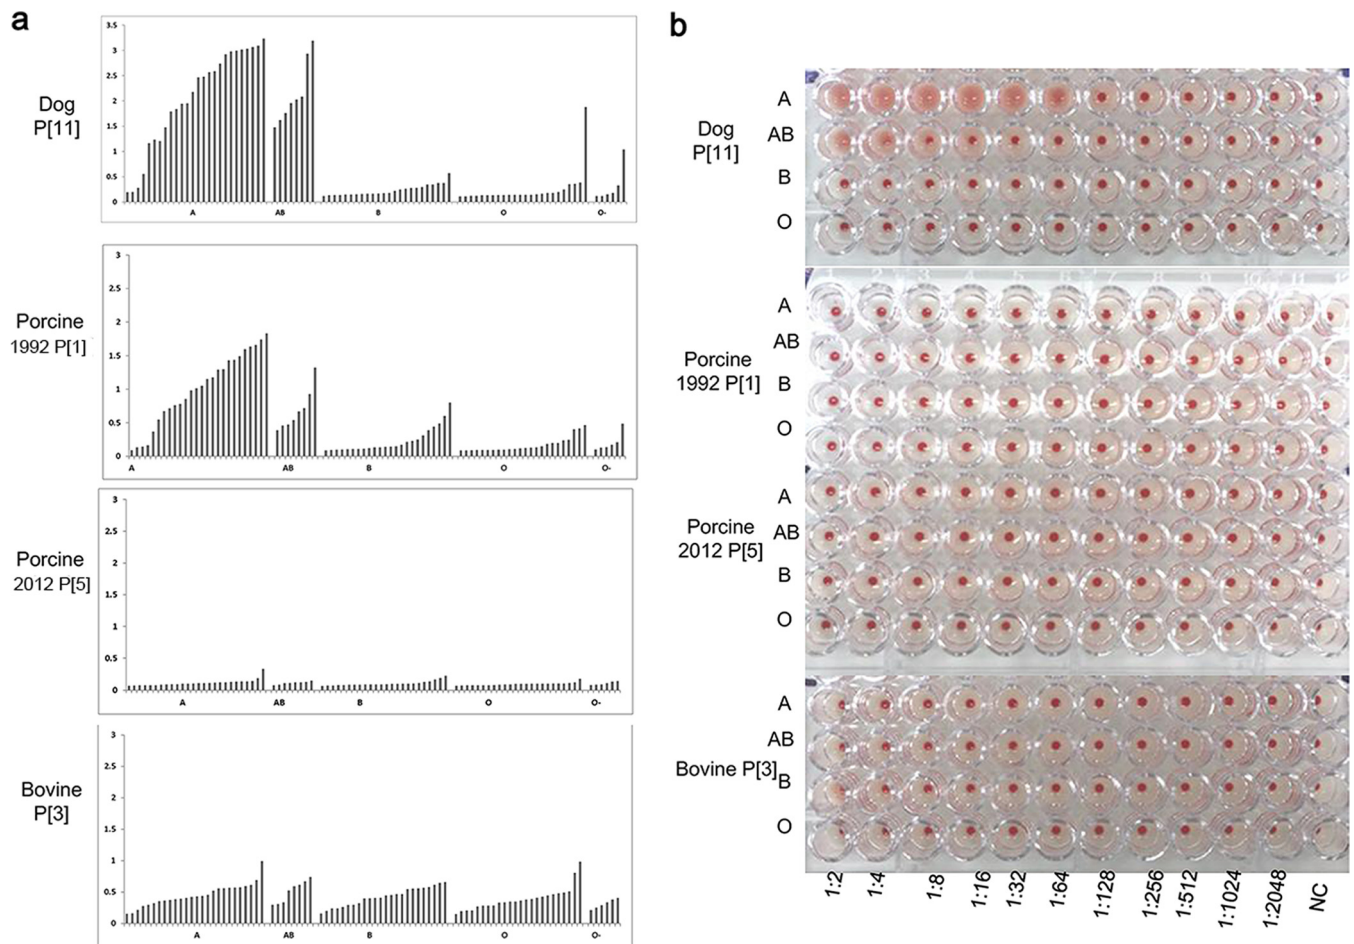 a
3.5
3
2.5
2
1.5
1
0.5
0
Dog
P[11]
A AB B O O-
3
2.5
2
1.5
1
0.5
0
Porcine
1992 P[1]
A AB B O O-
3
2.5
2
1.5
1
0.5
0
Porcine
2012 P[5]
A AB B O O-
3
2.5
2
1.5
1
0.5
0
Bovine
P[3]
A AB B O O-
b
Dog
P[11]
A
AB
B
O
Porcine
1992 P[1]
A
AB
B
O
Porcine
2012 P[5]
A
AB
B
O
Bovine P[3]
A
AB
B
O
1:2 1:4 1:8 1:16 1:32 1:64 1:128 1:256 1:512 1:1024 1:2048 NC